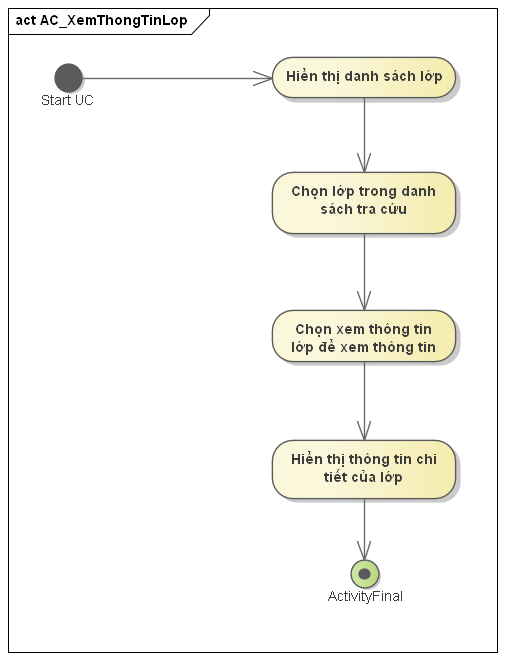 act AC_XemThongTinLop
Start UC
Hiển thị danh sách lớp
Chọn lớp trong danh
sách tra cứu
Chọn xem thông tin
lớp để xem thông tin
Hiển thị thông tin chi
tiết của lớp
ActivityFinal